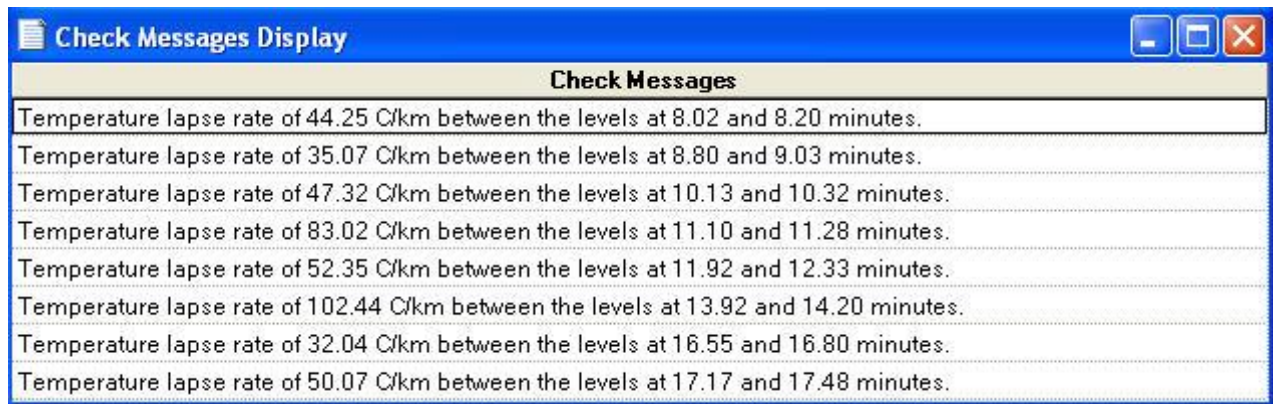 Check Messages Display
Check Messages
Temperature lapse rate of 44.25 C/km between the levels at 8.02 and 8.20 minutes.
Temperature lapse rate of 35.07 C/km between the levels at 8.80 and 9.03 minutes.
Temperature lapse rate of 47.32 C/km between the levels at 10.13 and 10.32 minutes.
Temperature lapse rate of 83.02 C/km between the levels at 11.10 and 11.28 minutes.
Temperature lapse rate of 52.35 C/km between the levels at 11.92 and 12.33 minutes.
Temperature lapse rate of 102.44 C/km between the levels at 13.92 and 14.20 minutes.
Temperature lapse rate of 32.04 C/km between the levels at 16.55 and 16.80 minutes.
Temperature lapse rate of 50.07 C/km between the levels at 17.17 and 17.48 minutes.